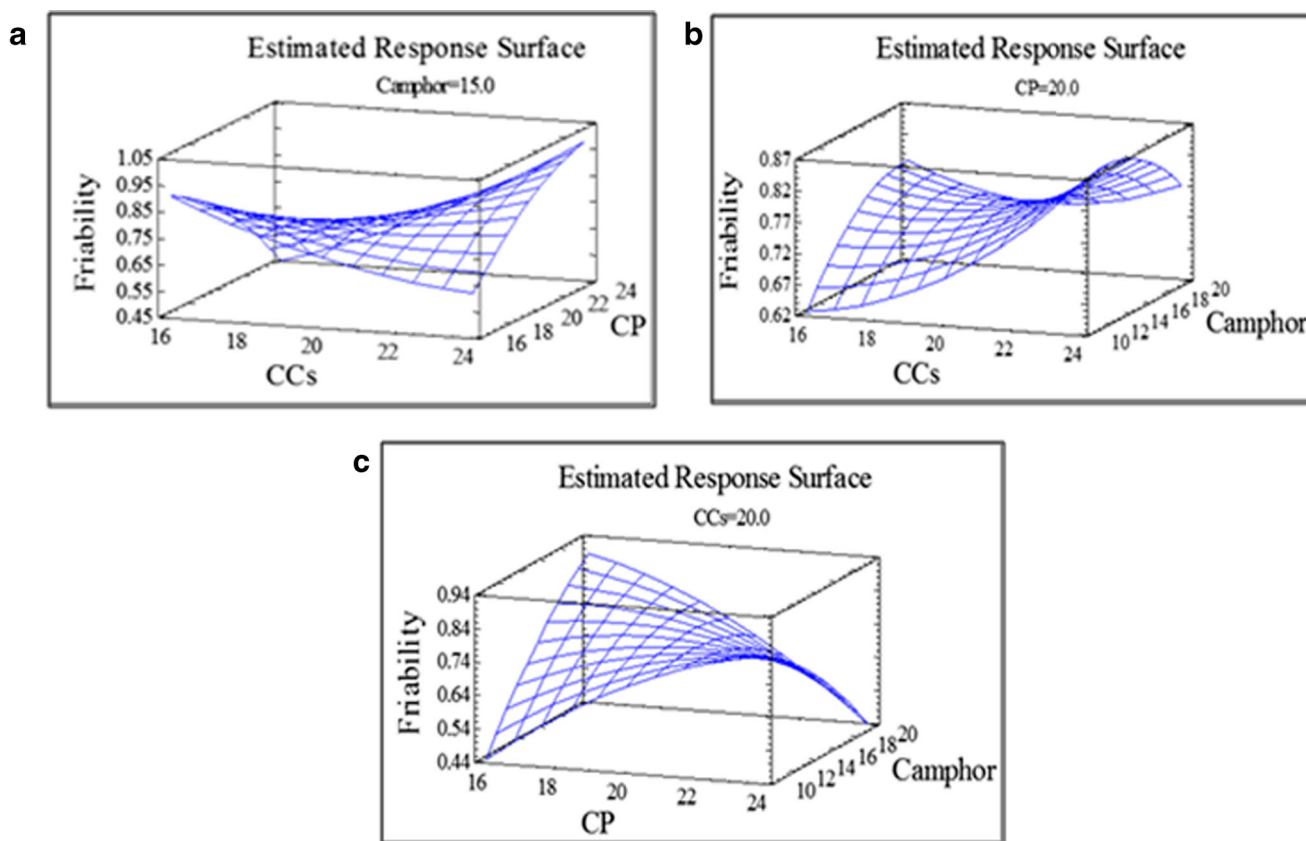 a
Estimated Response Surface
Camphor=15.0
Friability
1.05
0.95
0.85
0.75
0.65
0.55
0.45
16 18 20 22 24
CCs
16 18 20 22 24
CP
b
Estimated Response Surface
CP=20.0
Friability
0.87
0.82
0.77
0.72
0.67
0.62
16 18 20 22 24
CCs
10 12 14 16 18 20
Camphor
c
Estimated Response Surface
CCs=20.0
Friability
0.94
0.84
0.74
0.64
0.54
0.44
16 18 20 22 24
CP
10 12 14 16 18 20
Camphor